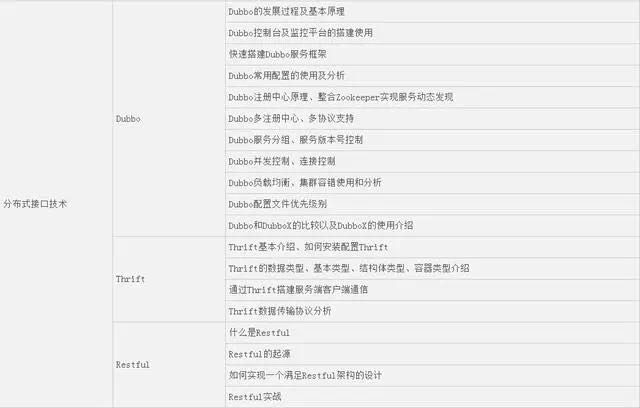 分布式接口技术
Dubbo
Dubbo的发展过程及基本原理
Dubbo控制台及监控平台的搭建使用
快速搭建Dubbo服务框架
Dubbo常用配置的使用及分析
Dubbo注册中心原理、整合Zookeeper实现服务动态发现
Dubbo多注册中心、多协议支持
Dubbo服务分组、服务版本号控制
Dubbo并发控制、连接控制
Dubbo负载均衡、集群容错使用和分析
Dubbo配置文件优先级别
Dubbo和DubboX的比较以及DubboX的使用介绍
Thrift
Thrift基本介绍、如何安装配置Thrift
Thrift的数据类型、基本类型、结构体类型、容器类型介绍
通过Thrift搭建服务端客户端通信
Thrift数据传输协议分析
Restful
什么是Restful
Restful的起源
如何实现一个满足Restful架构的设计
Restful实战